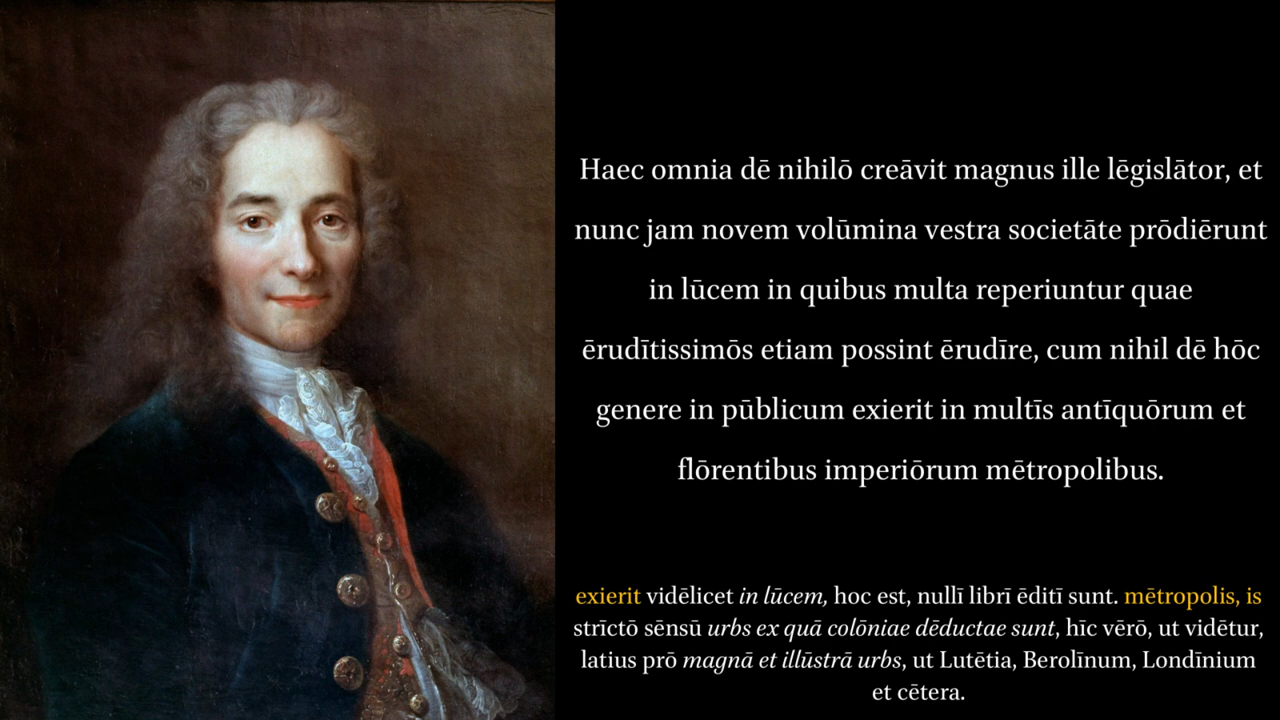 Haec omnia dē nihilō creāvit magnus ille lēgislātor, et
nunc jam novem volūmina vestra societāte prōdiērunt
in lūcem in quibus multa reperiuntur quae
ērudītissimōs etiam possint ērudīre, cum nihil dē hōc
genere in pūblicum exierit in multīs antīquōrum et
flōrentibus imperiōrum mētropolibus.
exierit vidēlicet in lūcem, hoc est, nullī librī ēditī sunt. mētropolis, is
strīctō sēnsū urbs ex quā colōniae dēductae sunt, hīc vērō, ut vidētur,
latius prō magnā et illūstrā urbs, ut Lutētia, Berolīnum, Londīnium
et cētera.